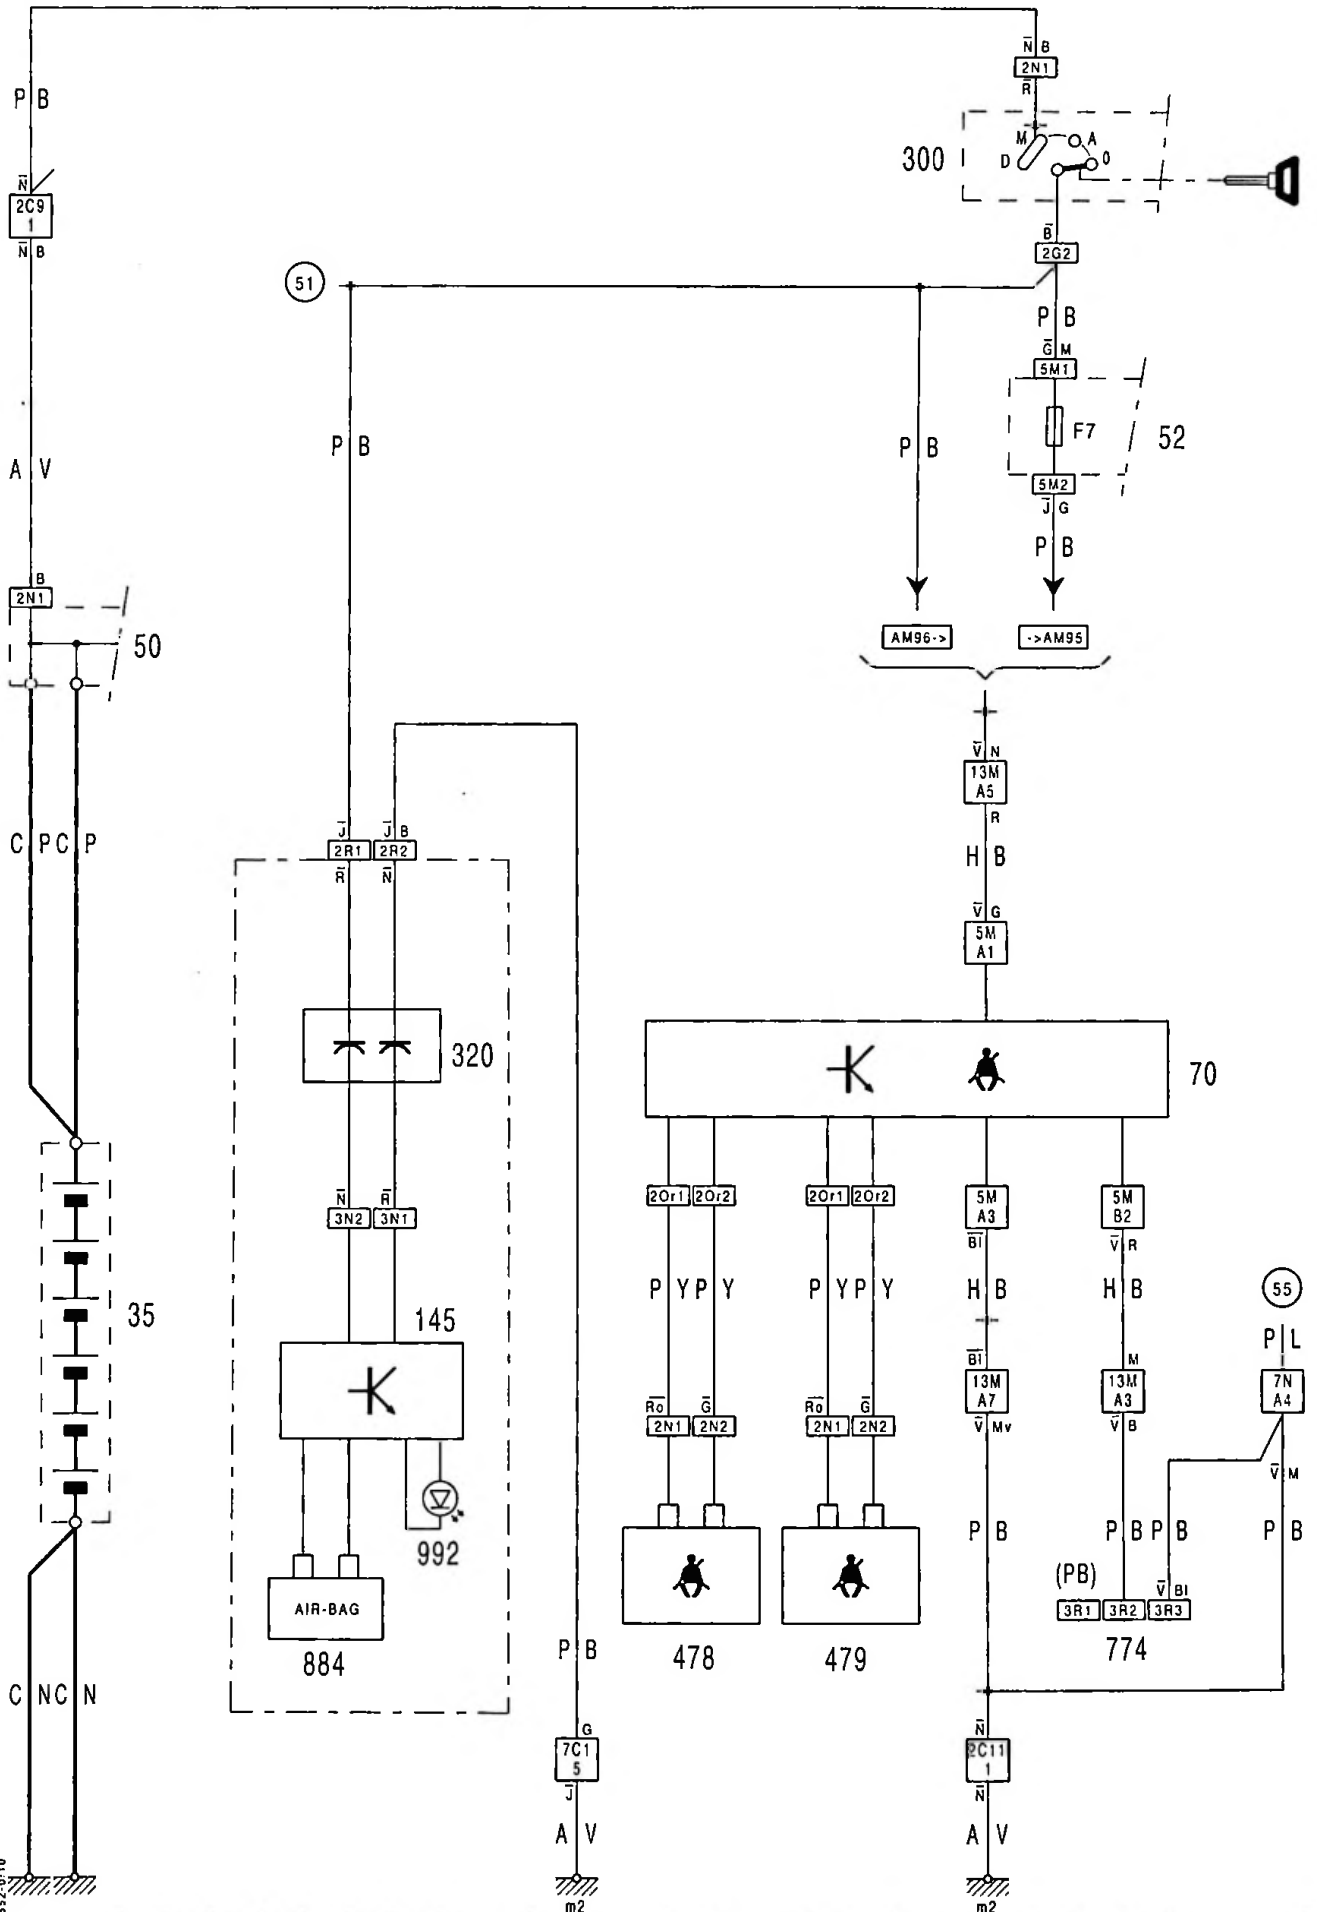 N̅ B
2N1
R̅
P B
M A
D 0
300
N̅
2C9
1
N̅ B
B̅
2G2
51
P B
G̅ M
5M1
F7
52
P B
P B
A V
5M2
J̅ G
P B
B
2N1
AM96->
->AM95
50
V̅ N
13M
A5
R
J̅
J̅ B
C P C P
2R1
2R2
H B
R̅
N̅
V̅ G
5M
A1
320
70
N̅
R̅
2Or1
2Or2
2Or1
2Or2
5M
A3
5M
B2
3N2
3N1
B̅I̅
V̅ R
P Y P Y
P Y P Y
H B
H B
55
35
145
P L
B̅I̅
M
R̅o̅
G̅
R̅o̅
G̅
13M
A7
13M
A3
7N
A4
2N1
2N2
2N1
2N2
V̅ Mv
V̅ B
V̅ M
P B
P B
P B
P B
992
(PB)
V̅ BI
AIR-BAG
3R1
3R2
3R3
884
478
479
774
P B
C N C N
G
N̅
7C1
5
2C11
1
J̅
N̅
A V
A V
m2
m2